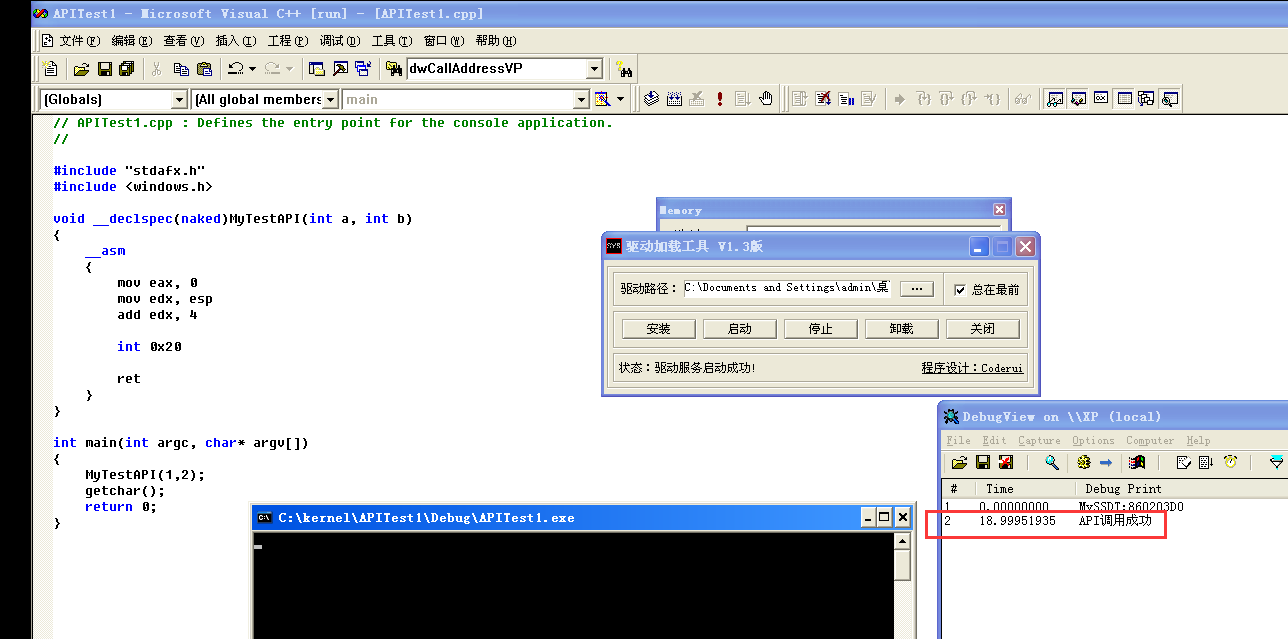 APITest1 - Microsoft Visual C++ [run] - [APITest1.cpp]
文件(F) 编辑(E) 查看(V) 插入(I) 工程(P) 调试(D) 工具(T) 窗口(W) 帮助(H)
dwCallAddressVP
(Globals) (All global members main
// APITest1.cpp : Defines the entry point for the console application.
//
#include "stdafx.h"
#include <windows.h>
void __declspec(naked)MyTestAPI(int a, int b)
{
__asm
{
mov eax, 0
mov edx, esp
add edx, 4
int 0x20
ret
}
}
int main(int argc, char* argv[])
{
MyTestAPI(1,2);
getchar();
return 0;
}
Memory
SYS 驱动加载工具 V1.3版
驱动路径： C:\Documents and Settings\admin\桌 ... 总在最前
安装 启动 停止 卸载 关闭
状态：驱动服务启动成功! 程序设计：Coderui
C:\kernel\APITest1\Debug\APITest1.exe
DebugView on \\XP (local)
File Edit Capture Options Computer Help
# Time Debug Print
1 0.00000000 MySSDT:860203D0
2 18.99951935 API调用成功